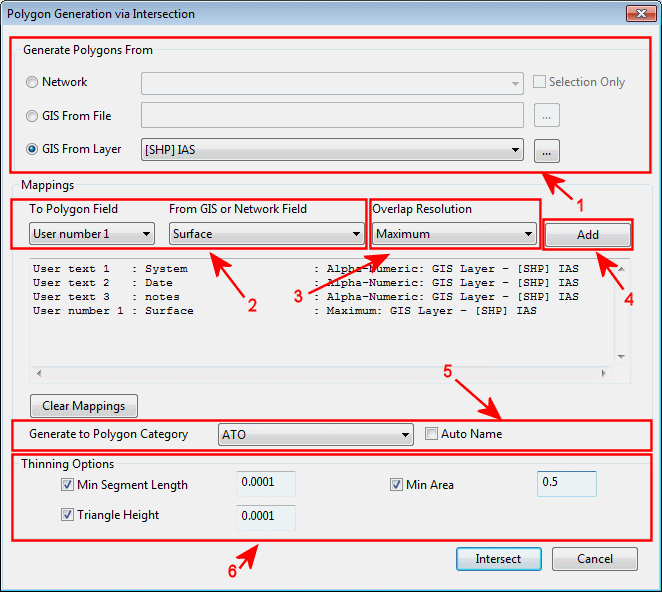 Polygon Generation via Intersection
Generate Polygons From
Network
Selection Only
GIS From File
...
GIS From Layer
[SHP] IAS
...
1
Mappings
To Polygon Field
From GIS or Network Field
Overlap Resolution
User number 1
Surface
Maximum
Add
User text 1 : System : Alpha-Numeric: GIS Layer - [SHP] IAS
User text 2 : Date : Alpha-Numeric: GIS Layer - [SHP] IAS
User text 3 : notes : Alpha-Numeric: GIS Layer - [SHP] IAS
User number 1 : Surface : Maximum: GIS Layer - [SHP] IAS
2
3
4
5
Clear Mappings
Generate to Polygon Category
ATO
Auto Name
Thinning Options
Min Segment Length
0.0001
Min Area
0.5
Triangle Height
0.0001
6
Intersect
Cancel